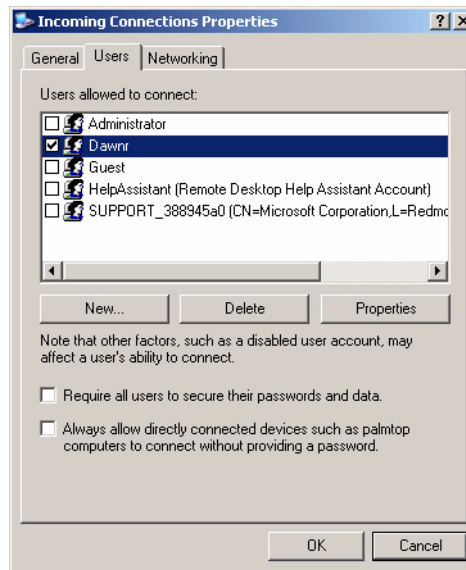 Incoming Connections Properties
General Users Networking
Users allowed to connect:
Administrator
Dawnr
Guest
HelpAssistant (Remote Desktop Help Assistant Account)
SUPPORT_388945a0 (CN=Microsoft Corporation,L=Redmo
New... Delete Properties
Note that other factors, such as a disabled user account, may
affect a user's ability to connect.
Require all users to secure their passwords and data.
Always allow directly connected devices such as palmtop
computers to connect without providing a password.
OK Cancel